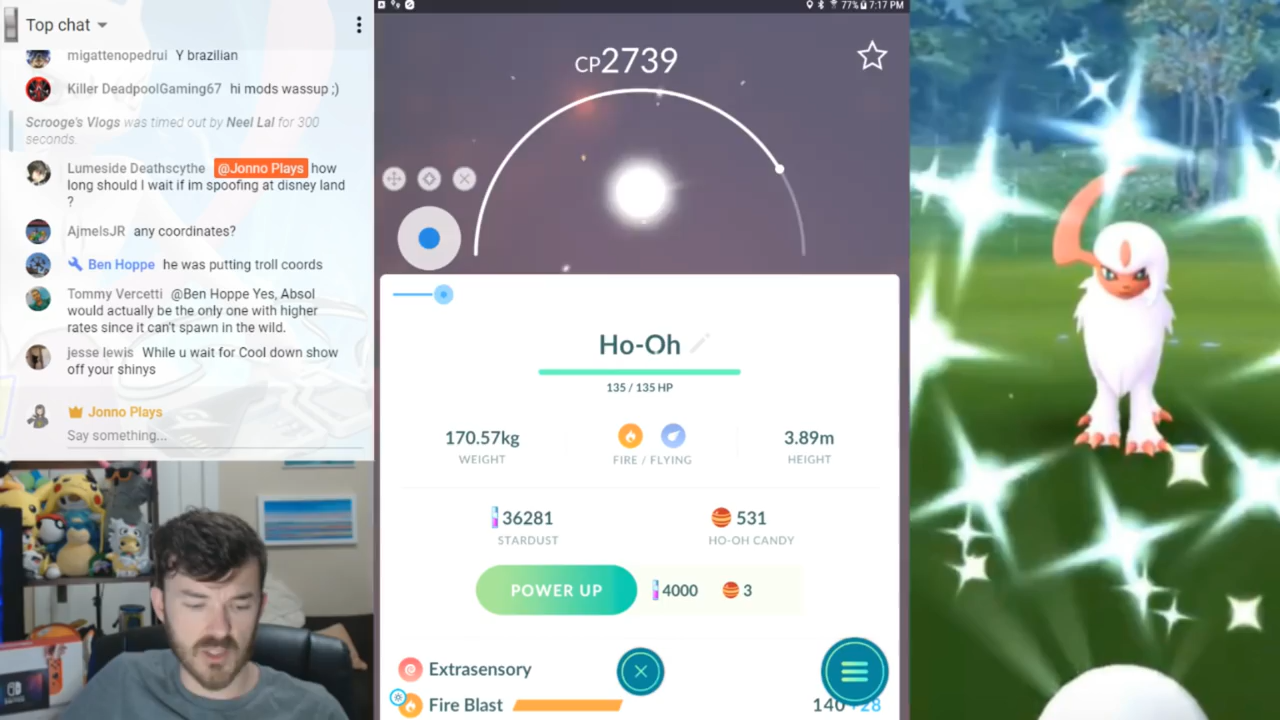 Top chat
migattenopedrui Y brazilian
Killer DeadpoolGaming67 hi mods wassup ;)
Scrooge's Vlogs was timed out by Neel Lal for 300
seconds.
Lumeside Deathscythe @Jonno Plays how
long should I wait if im spoofing at disney land
?
AjmelsJR any coordinates?
Ben Hoppe he was putting troll coords
Tommy Vercetti @Ben Hoppe Yes, Absol
would actually be the only one with higher
rates since it can't spawn in the wild.
jesse lewis While u wait for Cool down show
off your shinys
Jonno Plays
Say something...
77% 7:17 PM
CP2739
Ho-Oh
135 / 135 HP
170.57kg
WEIGHT
FIRE / FLYING
3.89m
HEIGHT
36281
STARDUST
531
HO-OH CANDY
POWER UP
4000
3
Extrasensory
Fire Blast
140 +28